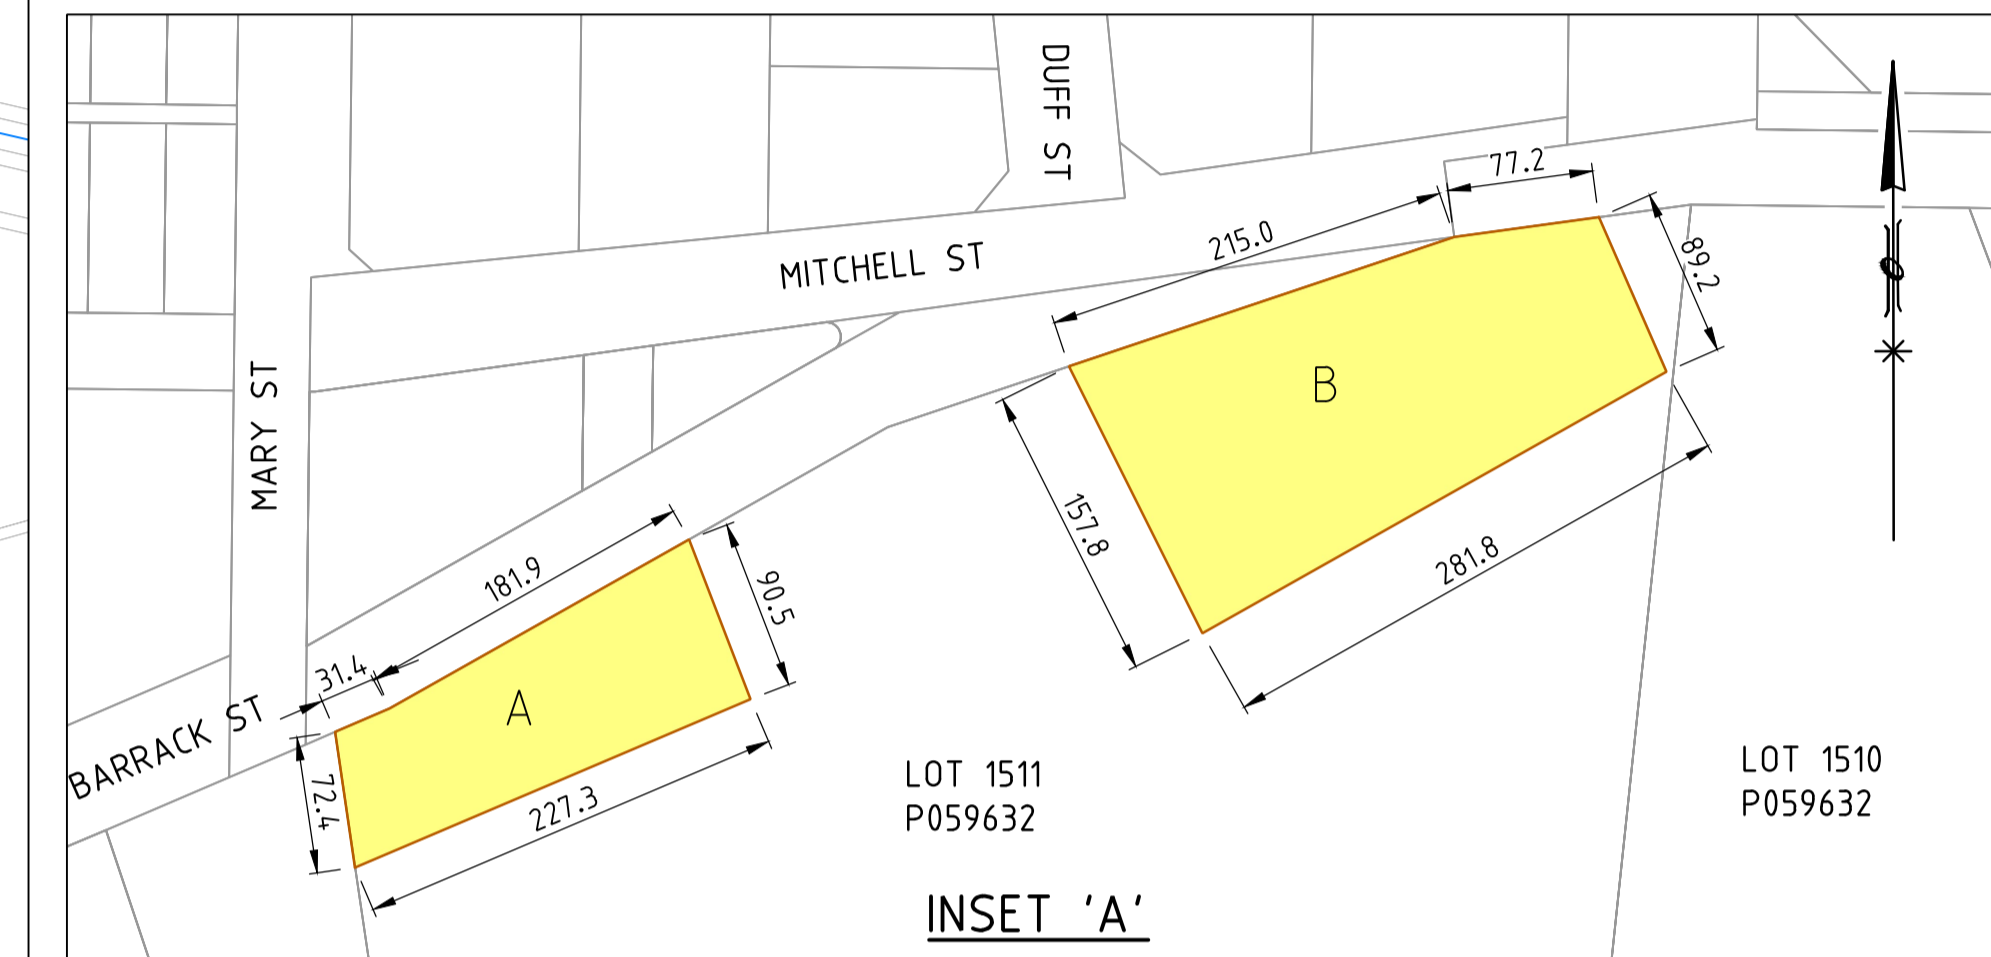 DUFF ST
77.2
215.0
89.2
MITCHELL ST
MARY ST
B
157.8
181.9
90.5
281.8
31.4
A
BARRACK ST
72.4
227.3
LOT 1511
P059632
LOT 1510
P059632
INSET 'A'